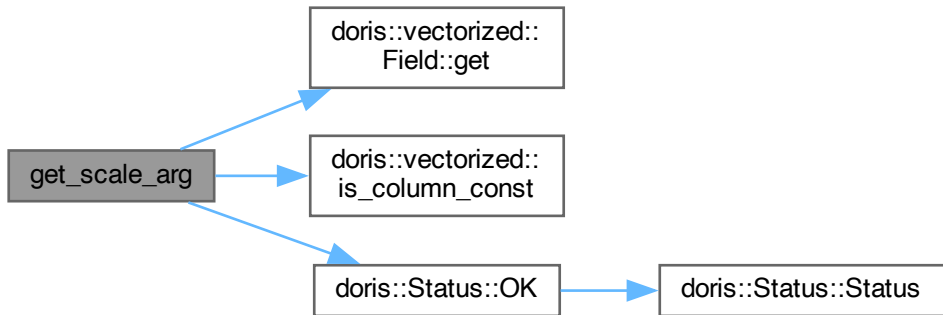 doris::vectorized::
Field::get
get_scale_arg
doris::vectorized::
is_column_const
doris::Status::OK
doris::Status::Status